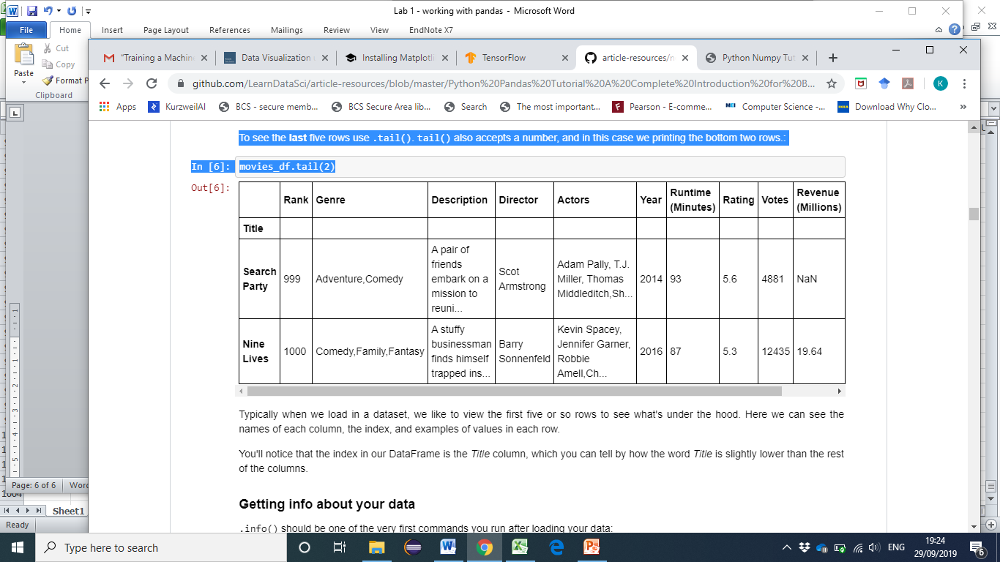 Lab 1 - working with pandas - Microsoft Word
File Home Insert Page Layout References Mailings Review View EndNote X7
Cut
Copy
Format P
Paste
Clipboard
"Training a Machin
Data Visualization
Installing Matplotli
TensorFlow
article-resources/n
Python Numpy Tut
github.com/LearnDataSci/article-resources/blob/master/Python%20Pandas%20Tutorial%20A%20Complete%20Introduction%20for%20B...
K
Apps KurzweilAI BCS - secure memb... BCS Secure Area lib... Search The most important... Pearson - E-comme... Computer Science -... Download Why Clo... »
To see the last five rows use .tail(). tail() also accepts a number, and in this case we printing the bottom two rows.:
In [6]: movies_df.tail(2)
Out[6]:
Rank Genre Description Director Actors Year Runtime (Minutes) Rating Votes Revenue (Millions)
Title
Search Party 999 Adventure,Comedy A pair of friends embark on a mission to reuni... Scot Armstrong Adam Pally, T.J. Miller, Thomas Middleditch,Sh... 2014 93 5.6 4881 NaN
Nine Lives 1000 Comedy,Family,Fantasy A stuffy businessman finds himself trapped ins... Barry Sonnenfeld Kevin Spacey, Jennifer Garner, Robbie Amell,Ch... 2016 87 5.3 12435 19.64
Typically when we load in a dataset, we like to view the first five or so rows to see what's under the hood. Here we can see the
names of each column, the index, and examples of values in each row.
You'll notice that the index in our DataFrame is the Title column, which you can tell by how the word Title is slightly lower than the rest
of the columns.
Getting info about your data
.info() should be one of the very first commands you run after loading your data:
Page: 6 of 6 Word
1004
Sheet1
Ready
Type here to search
ENG
19:24
29/09/2019
6